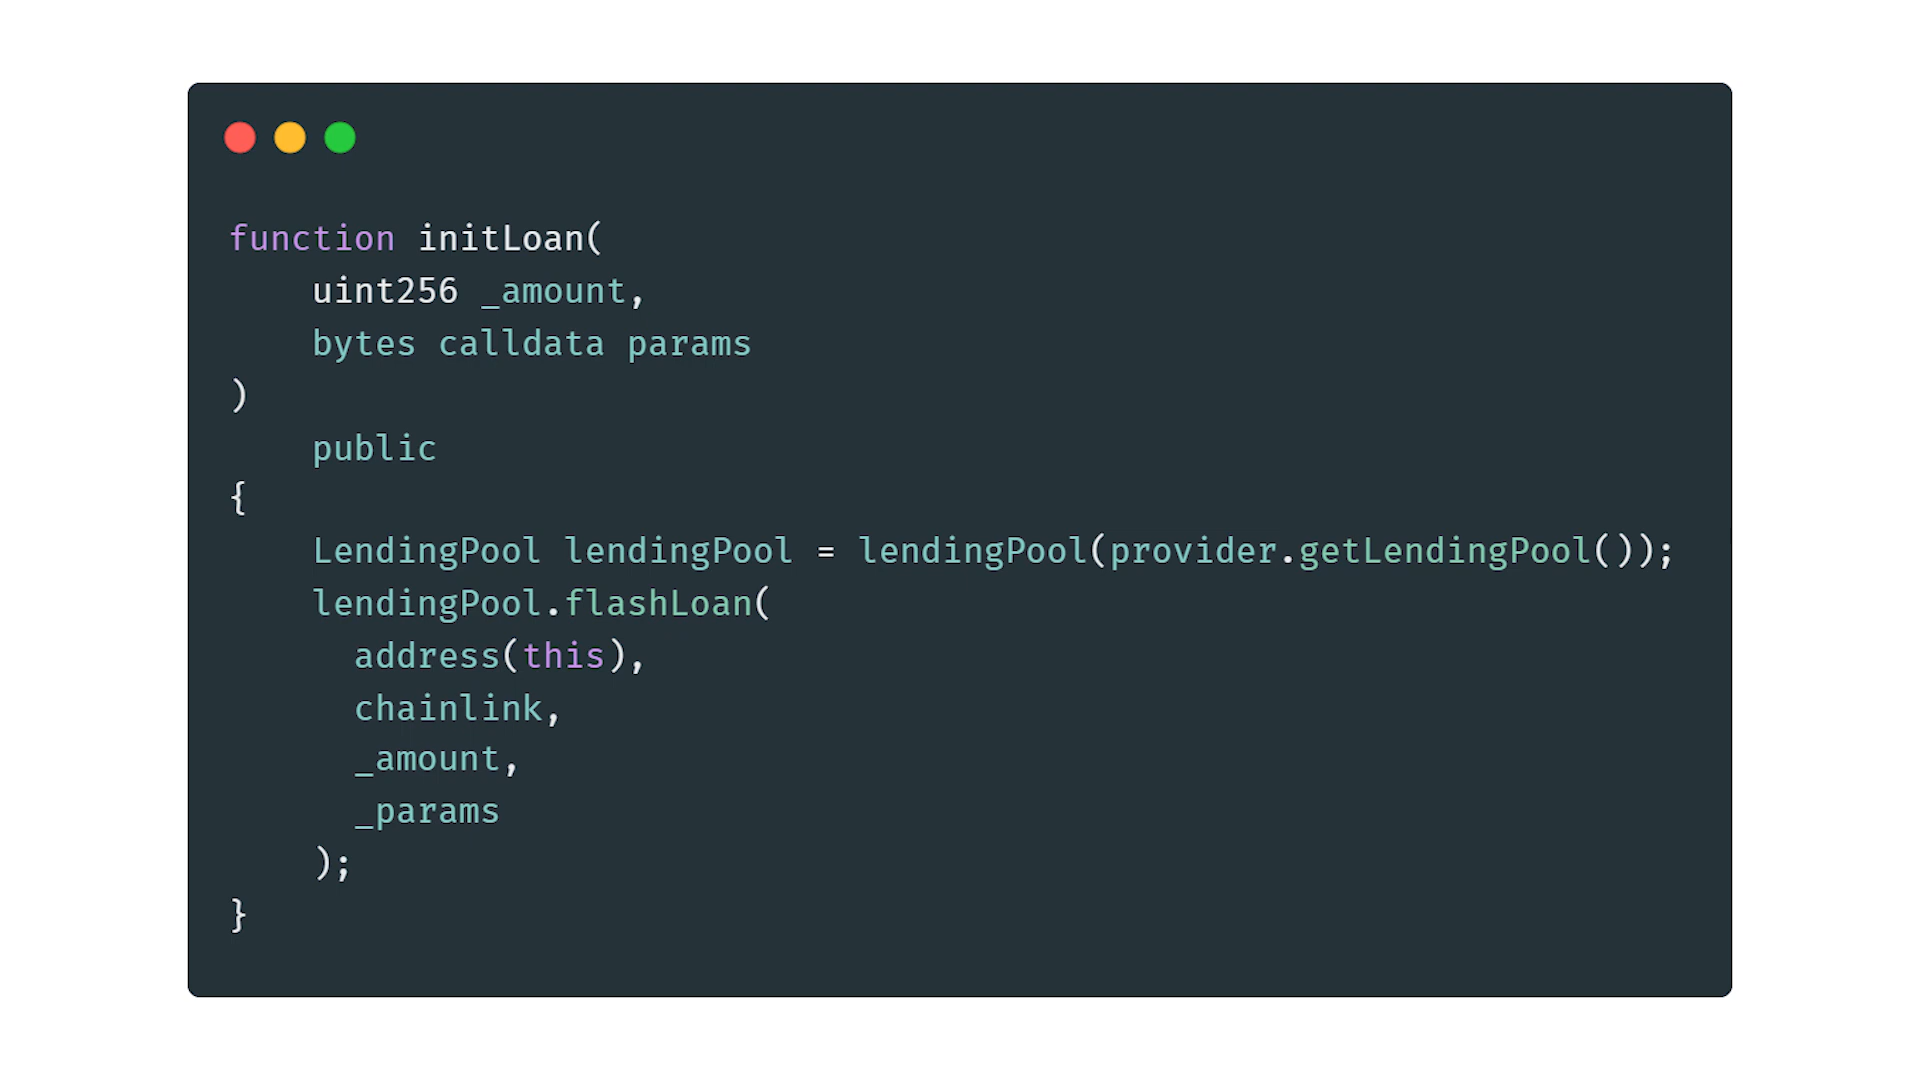 function initLoan(
    uint256 _amount,
    bytes calldata params
)
    public
{
    LendingPool lendingPool = lendingPool(provider.getLendingPool());
    lendingPool.flashLoan(
      address(this),
      chainlink,
      _amount,
      _params
    );
}